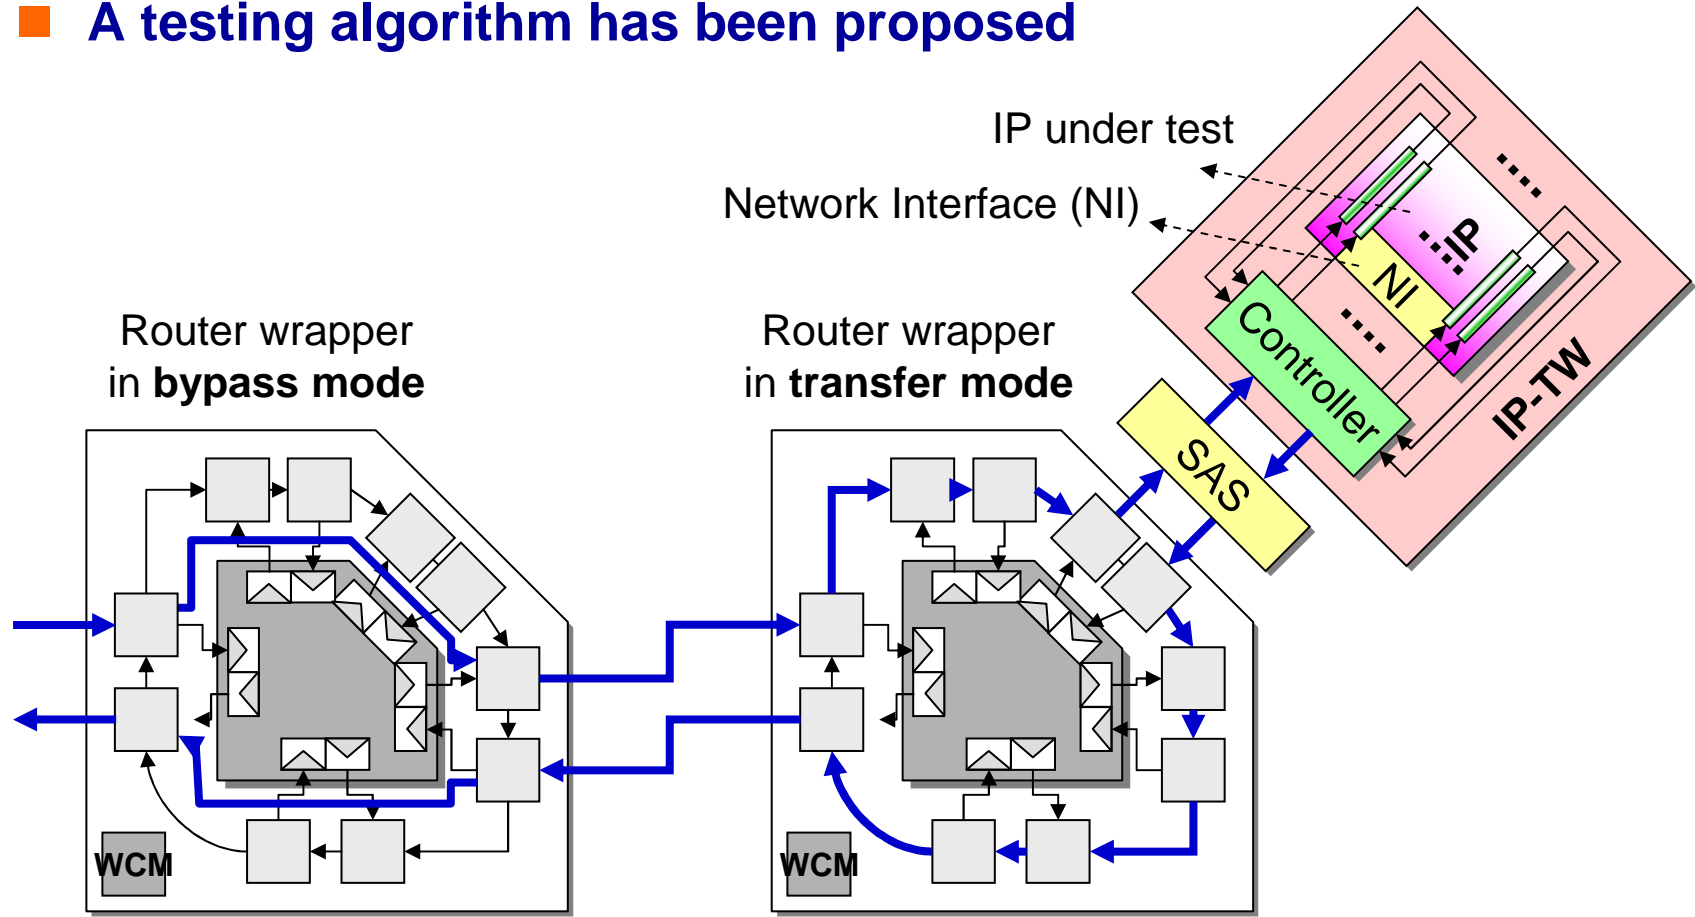 A testing algorithm has been proposed
IP under test
Network Interface (NI)
Router wrapper
in bypass mode
Router wrapper
in transfer mode
....
...:IP
NI
....
Controller
IP-TW
SAS
WCM
WCM